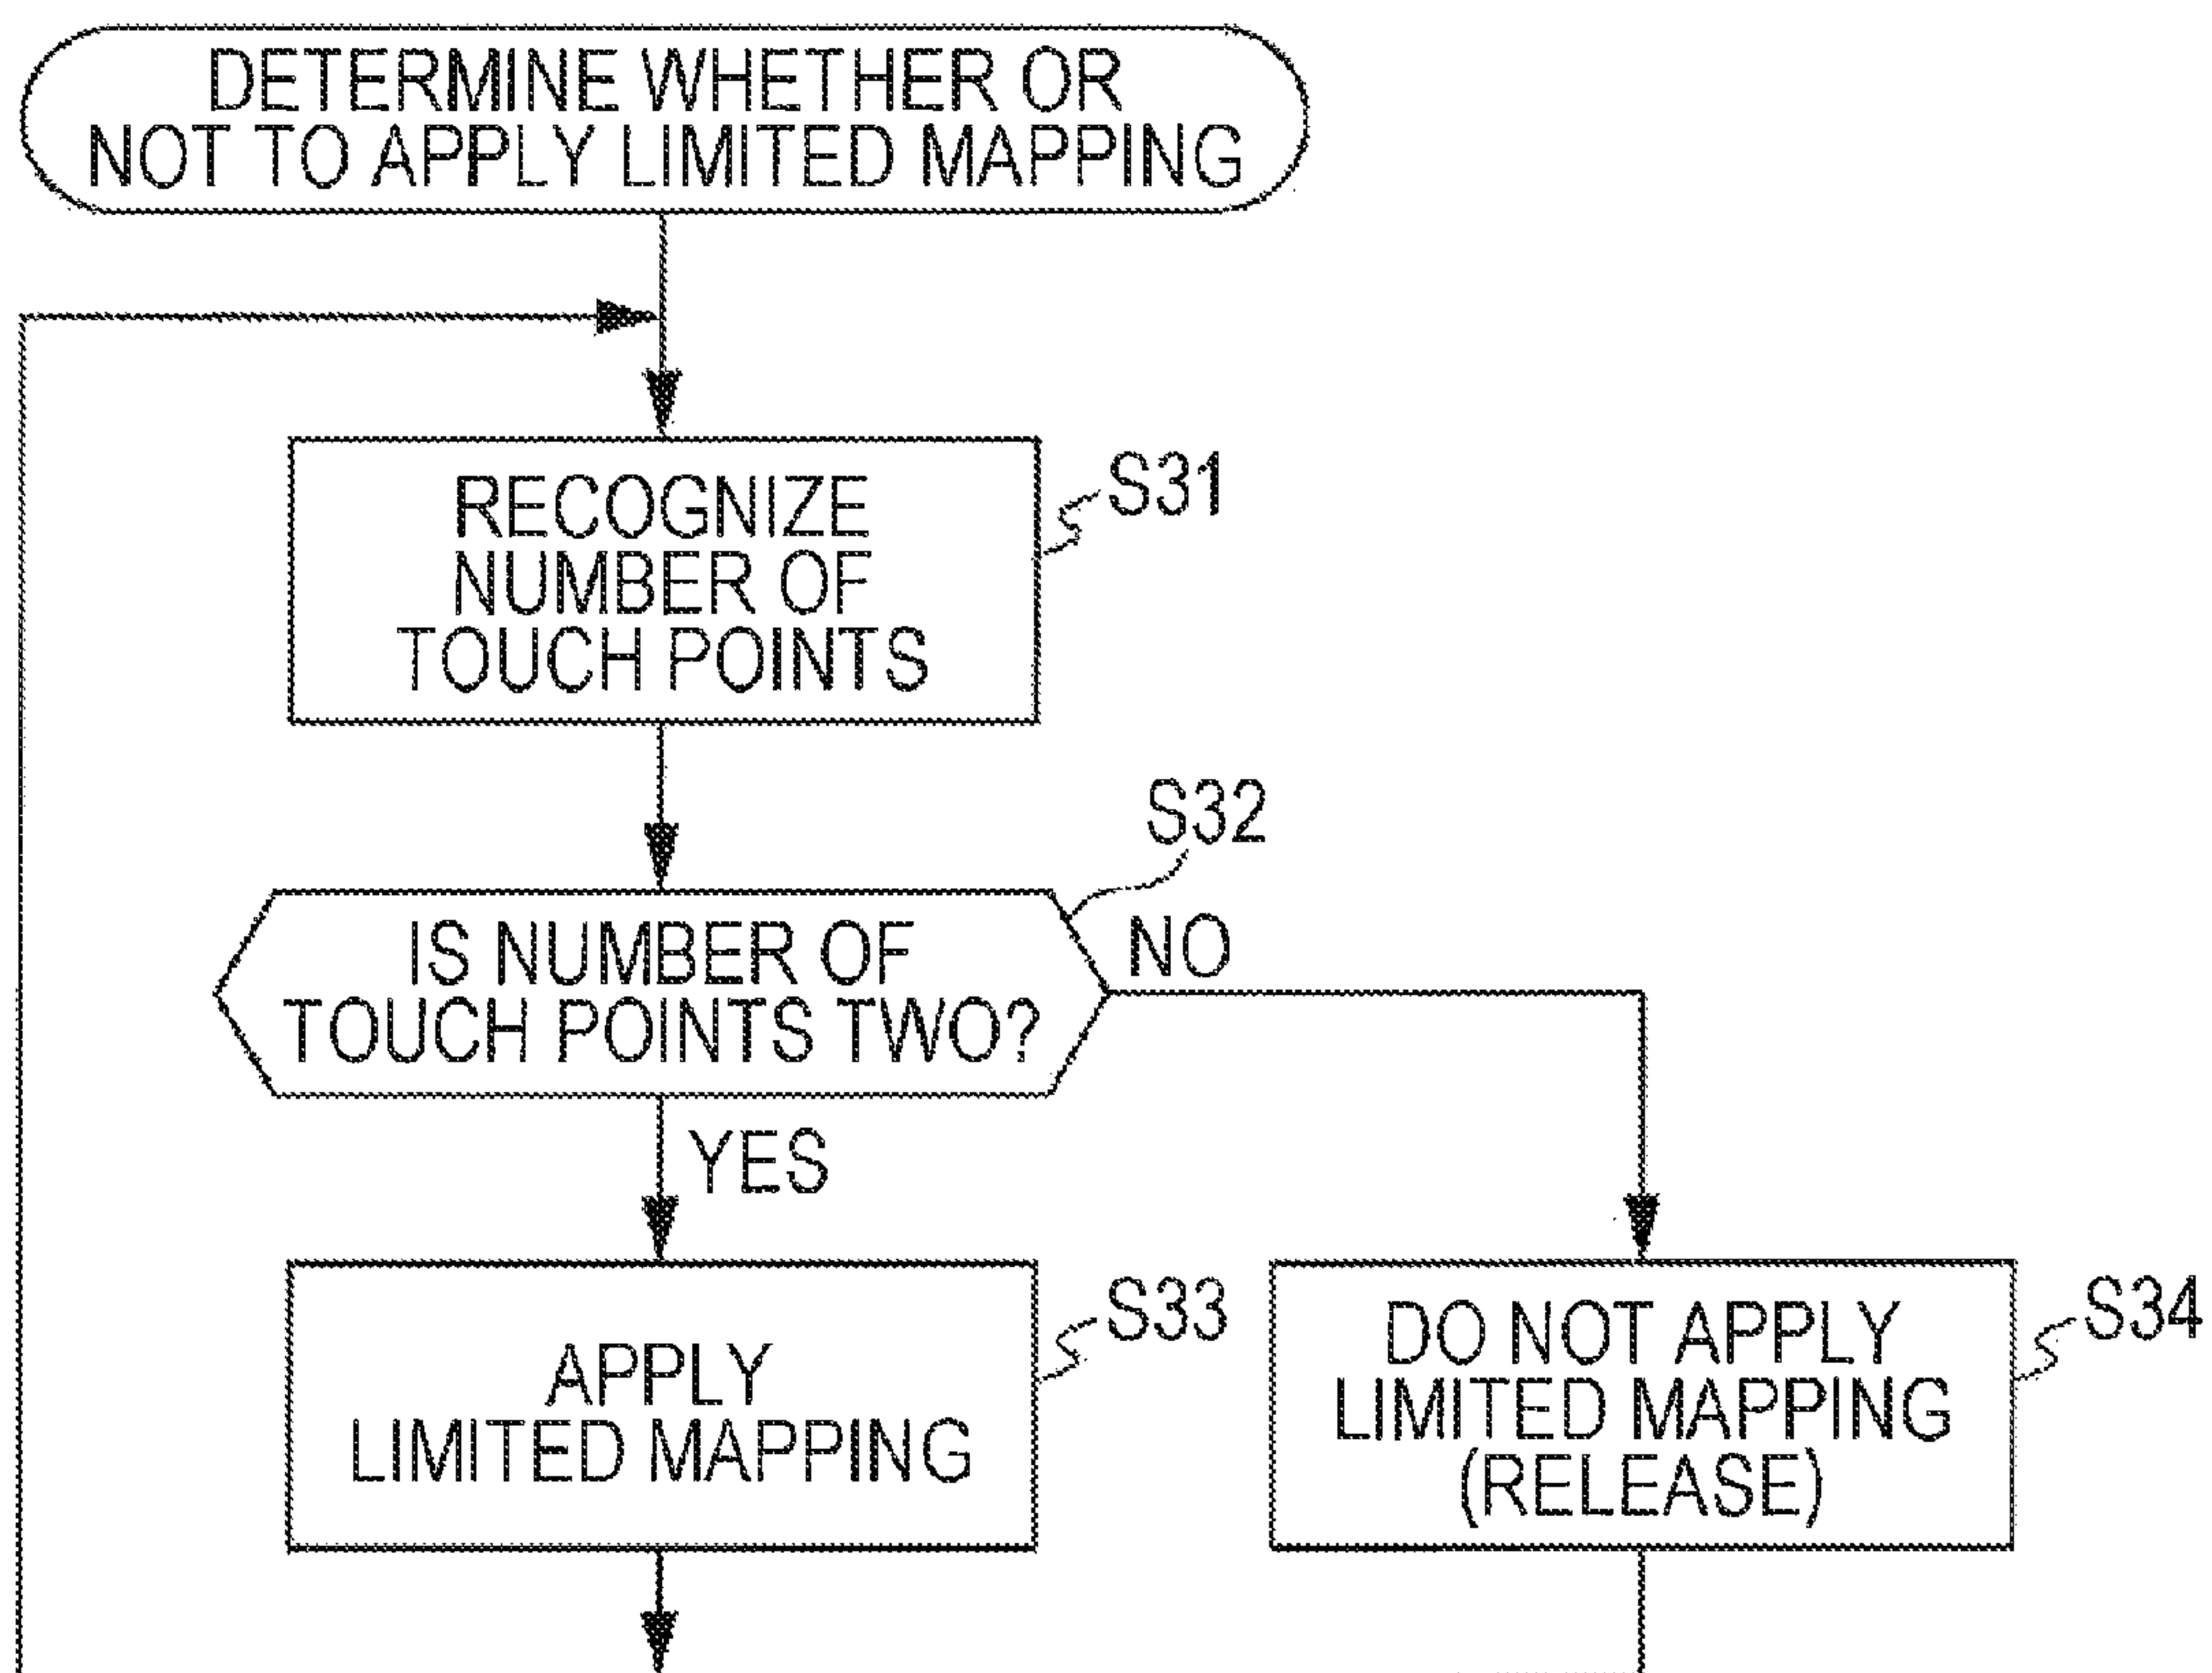 DETERMINE WHETHER OR
NOT TO APPLY LIMITED MAPPING
RECOGNIZE
NUMBER OF
TOUCH POINTS
S31
S32
IS NUMBER OF
TOUCH POINTS TWO?
NO
YES
APPLY
LIMITED MAPPING
S33
DO NOT APPLY
LIMITED MAPPING
(RELEASE)
S34